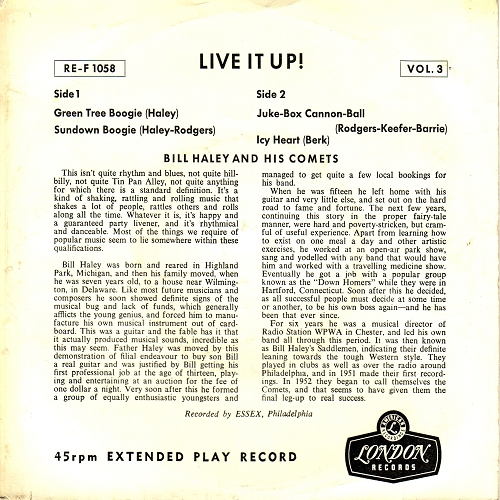 LIVE IT UP!
RE-F 1058
VOL. 3
Side 1
Green Tree Boogie (Haley)
Sundown Boogie (Haley-Rodgers)
Side 2
Juke-Box Cannon-Ball
(Rodgers-Keefer-Barrie)
Icy Heart (Berk)
BILL HALEY AND HIS COMETS
This isn't quite rhythm and blues, not quite hill-
billy, not quite Tin Pan Alley, not quite anything
for which there is a standard definition. It's a
kind of shaking, rattling and rolling music that
shakes a lot of people, rattles others and rolls
along all the time. Whatever it is, it's happy and
a guaranteed party livener, and it's rhythmical
and danceable. Most of the things we require of
popular music seem to lie somewhere within these
qualifications.
Bill Haley was born and reared in Highland
Park, Michigan, and then his family moved, when
he was seven years old, to a house near Wilming-
ton, in Delaware. Like most future musicians and
composers he soon showed definite signs of the
musical bug and lack of funds, which generally
afflicts the young genius, and forced him to manu-
facture his own musical instrument out of card-
board. This was a guitar and the fable has it that
it actually produced musical sounds, incredible as
this may seem. Father Haley was moved by this
demonstration of filial endeavour to buy son Bill
a real guitar and was justified by Bill getting his
first professional job at the age of thirteen, play-
ing and entertaining at an auction for the fee of
one dollar a night. Very soon after this he formed
a group of equally enthusiastic youngsters and
managed to get quite a few local bookings for
his band.
When he was fifteen he left home with his
guitar and very little else, and set out on the hard
road to fame and fortune. The next few years,
continuing this story in the proper fairy-tale
manner, were hard and poverty-stricken, but cram-
ful of useful experience. Apart from learning how
to exist on one meal a day and other artistic
exercises, he worked at an open-air park show,
sang and yodelled with any band that would have
him and worked with a travelling medicine show.
Eventually he got a job with a popular group
known as the "Down Homers" while they were in
Hartford, Connecticut. Soon after this he decided,
as all successful people must decide at some time
or another, to be his own boss again—and he has
been that ever since.
For six years he was a musical director of
Radio Station WPWA in Chester, and led his own
band all through this period. It was then known
as Bill Haley's Saddlemen, indicating their definite
leaning towards the tough Western style. They
played in clubs as well as over the radio around
Philadelphia, and in 1951 made their first record-
ings. In 1952 they began to call themselves the
Comets, and that seems to have given them the
final leg-up to real success.
Recorded by ESSEX, Philadelphia
45rpm EXTENDED PLAY RECORD
AMERICAN
RECORDINGS
LONDON
RECORDS